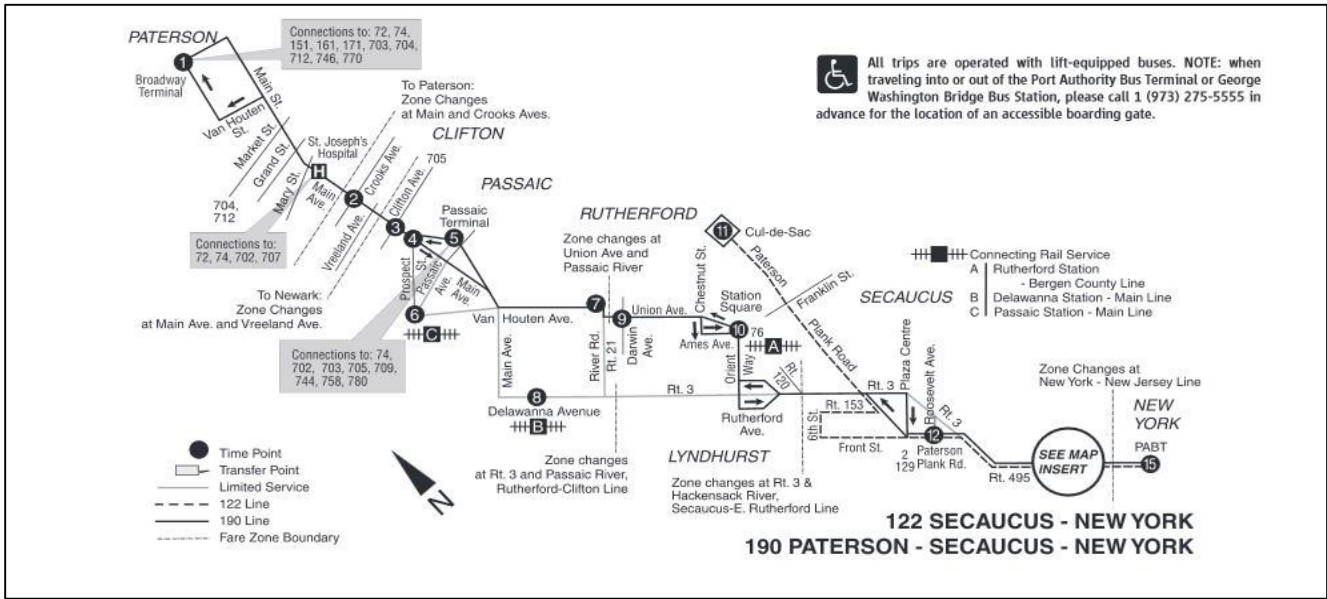 PATERSON
1
Broadway
Terminal
Connections to: 72, 74,
151, 161, 171, 703, 704,
712, 746, 770
Main St.
Van Houten
St.
Market St.
Grand St.
Mary St.
704,
712
St. Joseph's
Hospital
H
Main
Ave.
Connections to:
72, 74, 702, 707
To Paterson:
Zone Changes
at Main and Crooks Aves.
CLIFTON
2
Crooks Ave.
Vreeland Ave.
Clifton Ave.
705
3
To Newark:
Zone Changes
at Main Ave. and Vreeland Ave.
PASSAIC
Passaic
Terminal
4
5
Prospect
St.
Passaic
Ave.
Main
Ave.
6
C
Connections to: 74,
702, 703, 705, 709,
744, 758, 780
Van Houten Ave.
Main Ave.
8
Delawanna Avenue
B
RUTHERFORD
Zone changes at
Union Ave and
Passaic River
7
River Rd.
Rt. 21
9
Darwin
Ave.
Union Ave.
Chestnut St.
Station
Square
10
76
Ames Ave.
A
Orient
Way
Rt. 3
Rutherford
Ave.
Rt.
120
Zone changes
at Rt. 3 and Passaic River,
Rutherford-Clifton Line
LYNDHURST
Zone changes at Rt. 3 &
Hackensack River,
Secaucus-E. Rutherford Line
11
Cul-de-Sac
Paterson
Plank Road
Franklin St.
SECAUCUS
Rt. 3
Plaza Centre
Roosevelt Ave.
Rt. 3
Rt. 153
6th St.
Front St.
2
129
12
Paterson
Plank Rd.
Rt. 495
SEE MAP
INSERT
Zone Changes at
New York - New Jersey Line
NEW
YORK
PABT
15
All trips are operated with lift-equipped buses. NOTE: when
traveling into or out of the Port Authority Bus Terminal or George
Washington Bridge Bus Station, please call 1 (973) 275-5555 in
advance for the location of an accessible boarding gate.
Connecting Rail Service
A Rutherford Station
- Bergen County Line
B Delawanna Station - Main Line
C Passaic Station - Main Line
Time Point
Transfer Point
Limited Service
122 Line
190 Line
Fare Zone Boundary
N
122 SECAUCUS - NEW YORK
190 PATERSON - SECAUCUS - NEW YORK